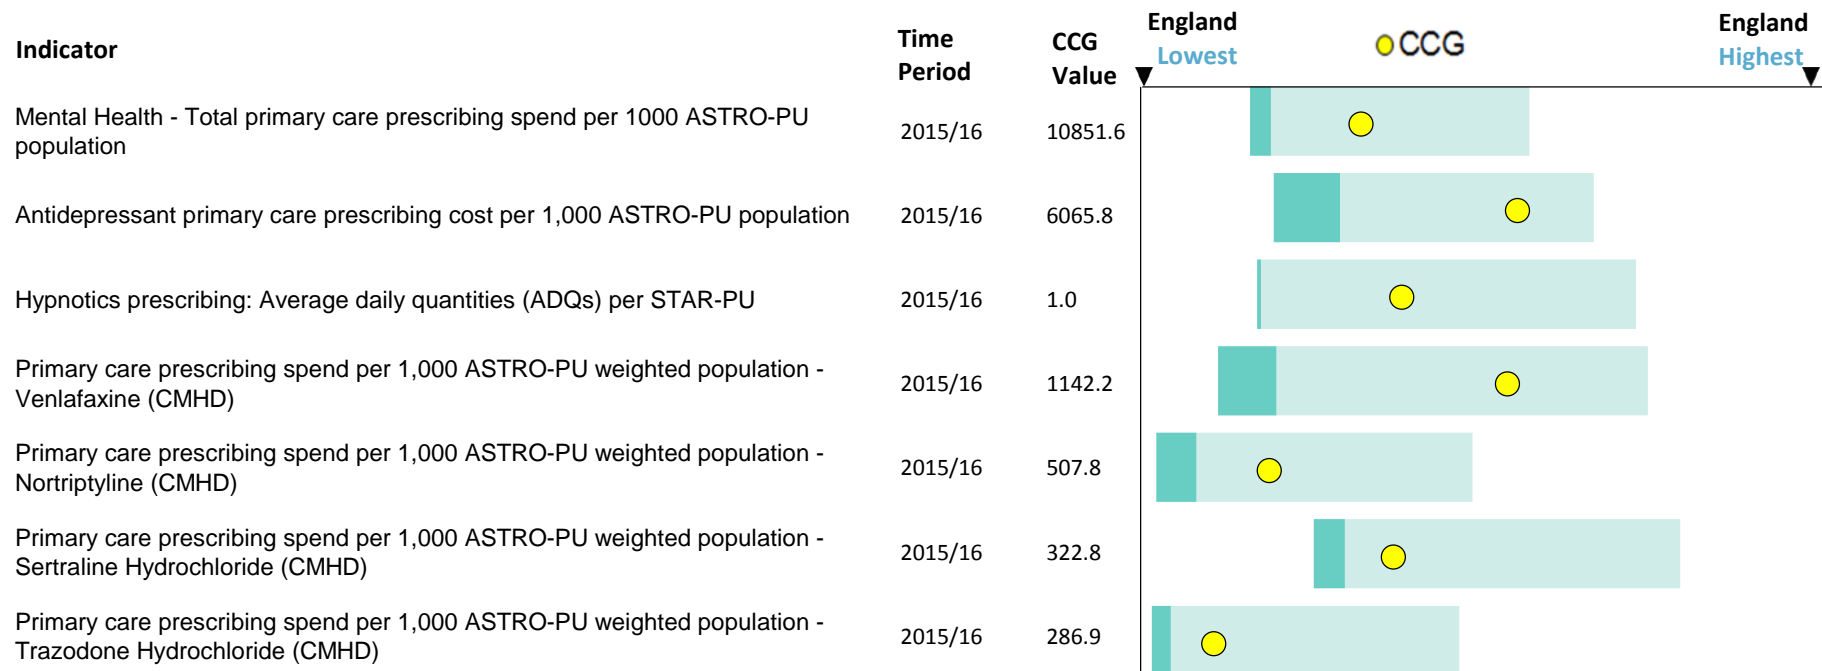 Indicator
Time
Period
CCG
Value
England
Lowest
CCG
England
Highest
Mental Health - Total primary care prescribing spend per 1000 ASTRO-PU
population
2015/16
10851.6
Antidepressant primary care prescribing cost per 1,000 ASTRO-PU population
2015/16
6065.8
Hypnotics prescribing: Average daily quantities (ADQs) per STAR-PU
2015/16
1.0
Primary care prescribing spend per 1,000 ASTRO-PU weighted population -
Venlafaxine (CMHD)
2015/16
1142.2
Primary care prescribing spend per 1,000 ASTRO-PU weighted population -
Nortriptyline (CMHD)
2015/16
507.8
Primary care prescribing spend per 1,000 ASTRO-PU weighted population -
Sertraline Hydrochloride (CMHD)
2015/16
322.8
Primary care prescribing spend per 1,000 ASTRO-PU weighted population -
Trazodone Hydrochloride (CMHD)
2015/16
286.9